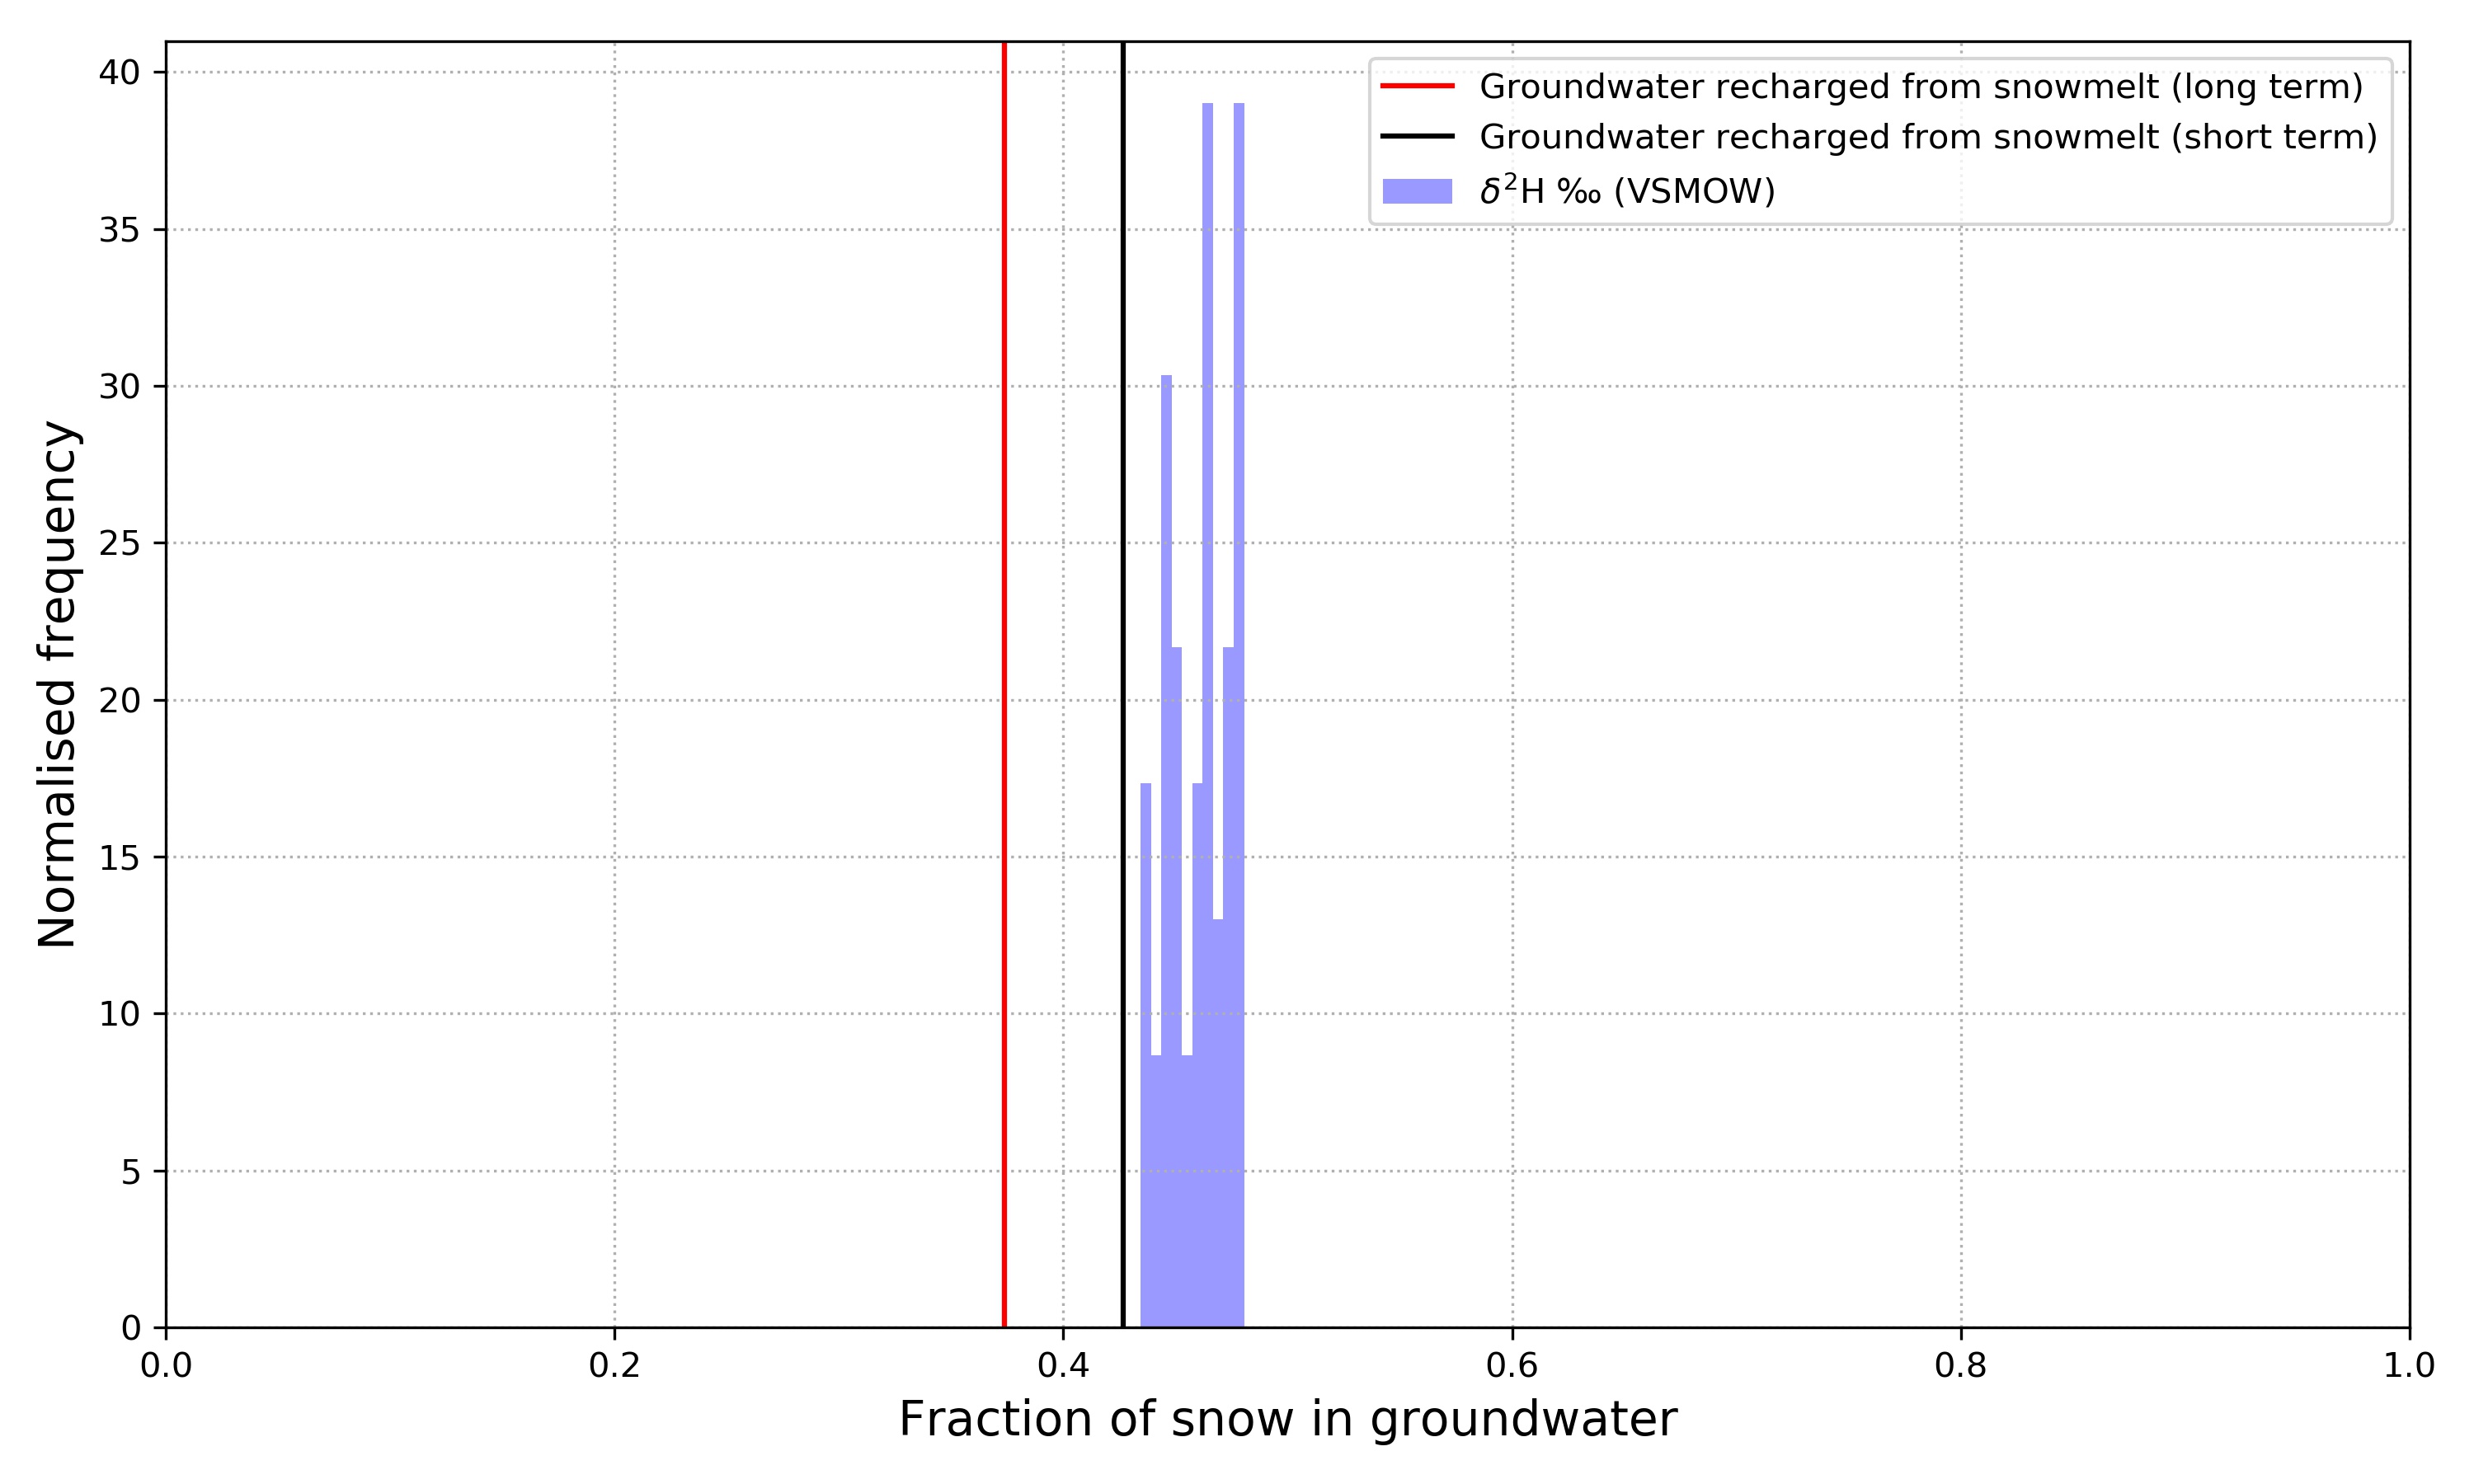 40
35
30
25
20
15
10
5
0
Normalised frequency
Groundwater recharged from snowmelt (long term)
Groundwater recharged from snowmelt (short term)
δ²H ‰ (VSMOW)
0.0 0.2 0.4 0.6 0.8 1.0
Fraction of snow in groundwater